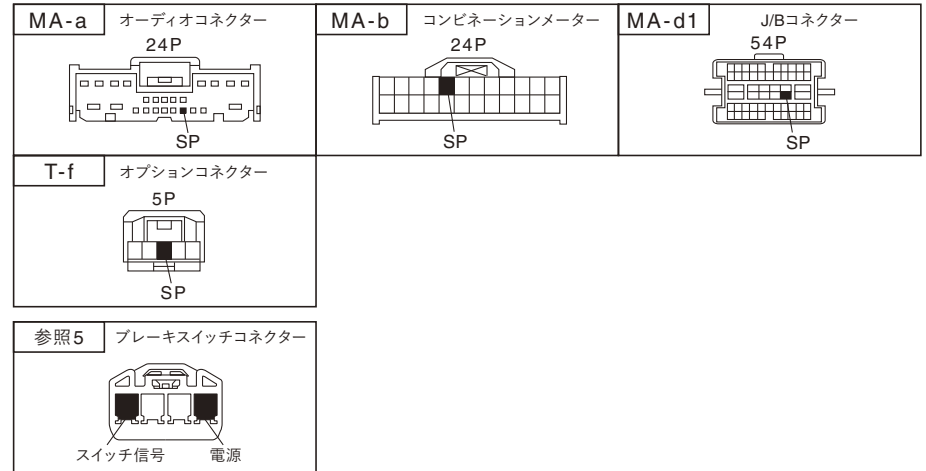 MA-a オーディオコネクター
24P
SP
MA-b コンビネーションメーター
24P
SP
MA-d1 J/Bコネクター
54P
SP
T-f オプションコネクター
5P
SP
参照5 ブレーキスイッチコネクター
スイッチ信号 電源